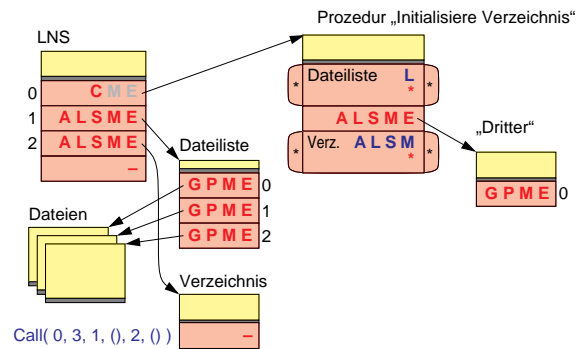 Prozedur „Initialisiere Verzeichnis“
LNS
0 C M E
1 A L S M E
2 A L S M E
–
Dateiliste L
* * *
A L S M E
Verz. A L S M
* * *
„Dritter“
G P M E 0
Dateiliste
G P M E 0
G P M E 1
G P M E 2
Dateien
Verzeichnis
–
Call( 0, 3, 1, (), 2, () )